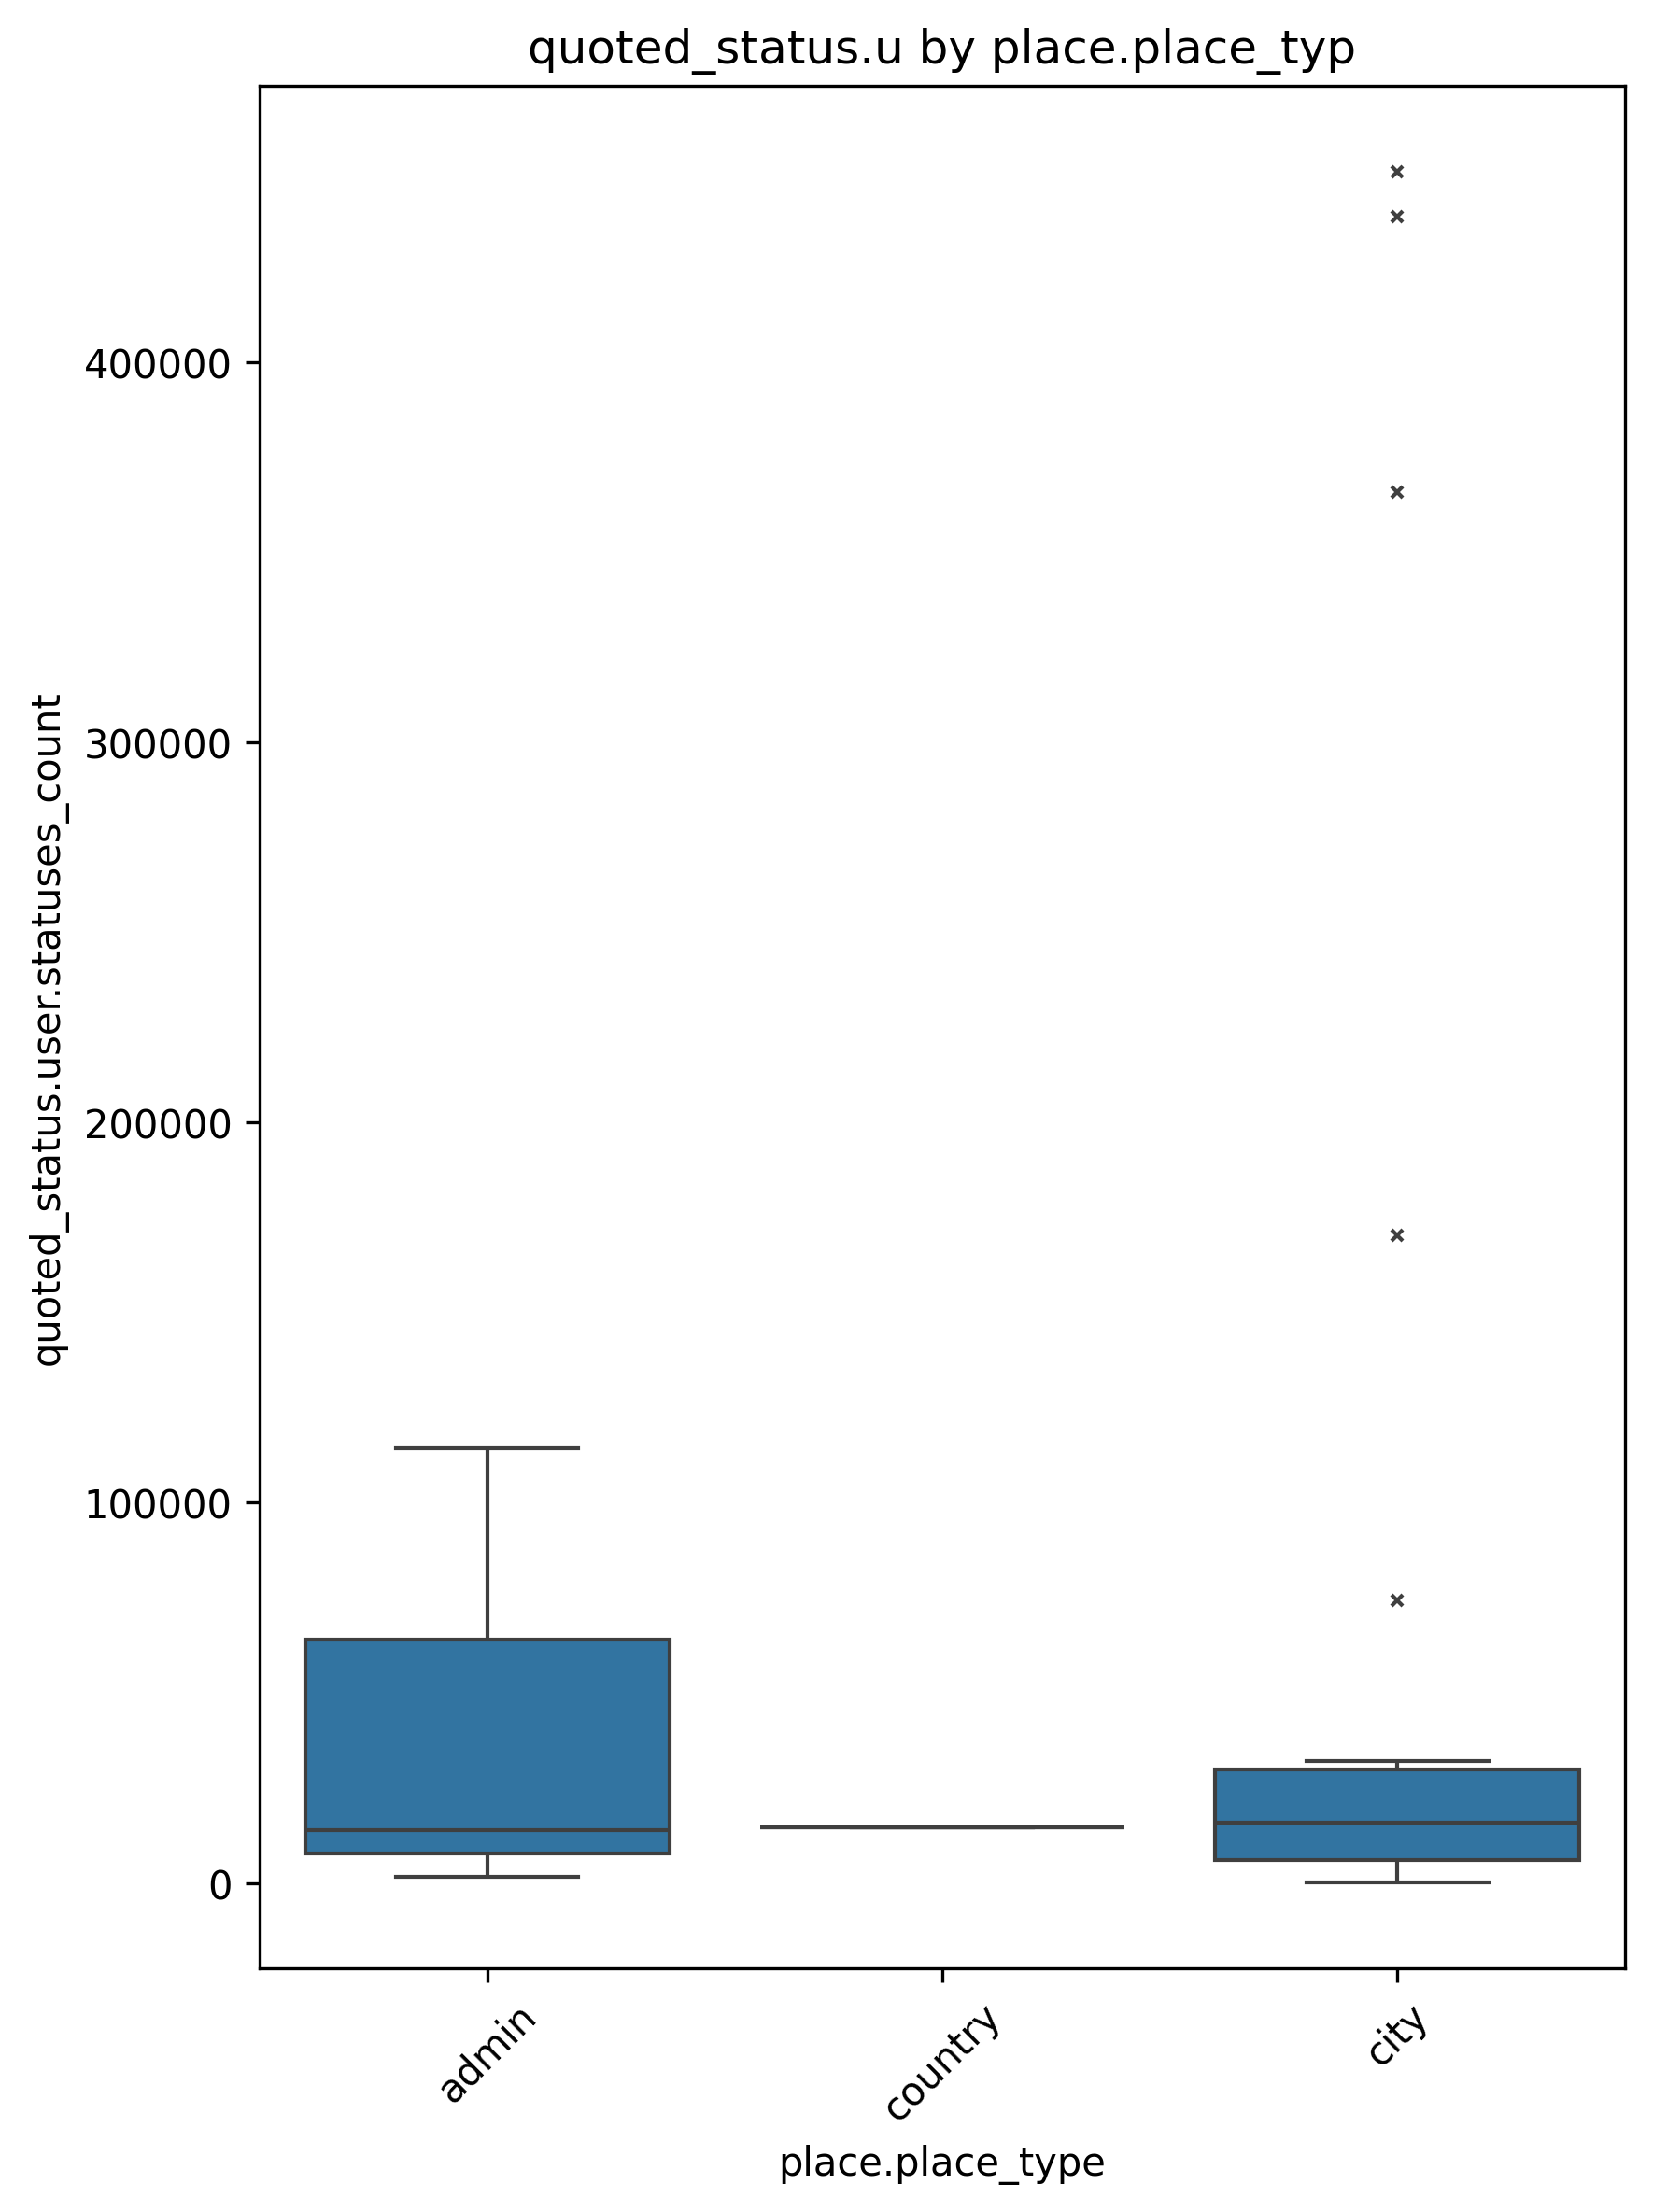 quoted_status.u by place.place_typ
quoted_status.user.statuses_count
400000
300000
200000
100000
0
admin
country
city
place.place_type